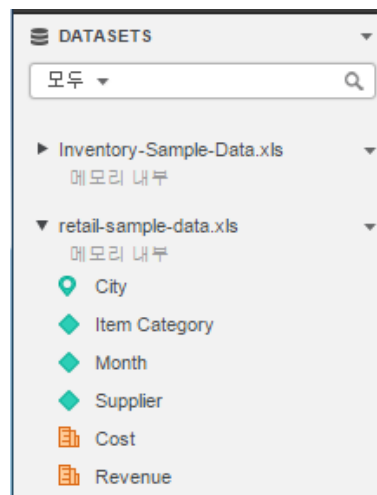 DATASETS
모두
Inventory-Sample-Data.xls
메모리 내부
retail-sample-data.xls
메모리 내부
City
Item Category
Month
Supplier
Cost
Revenue